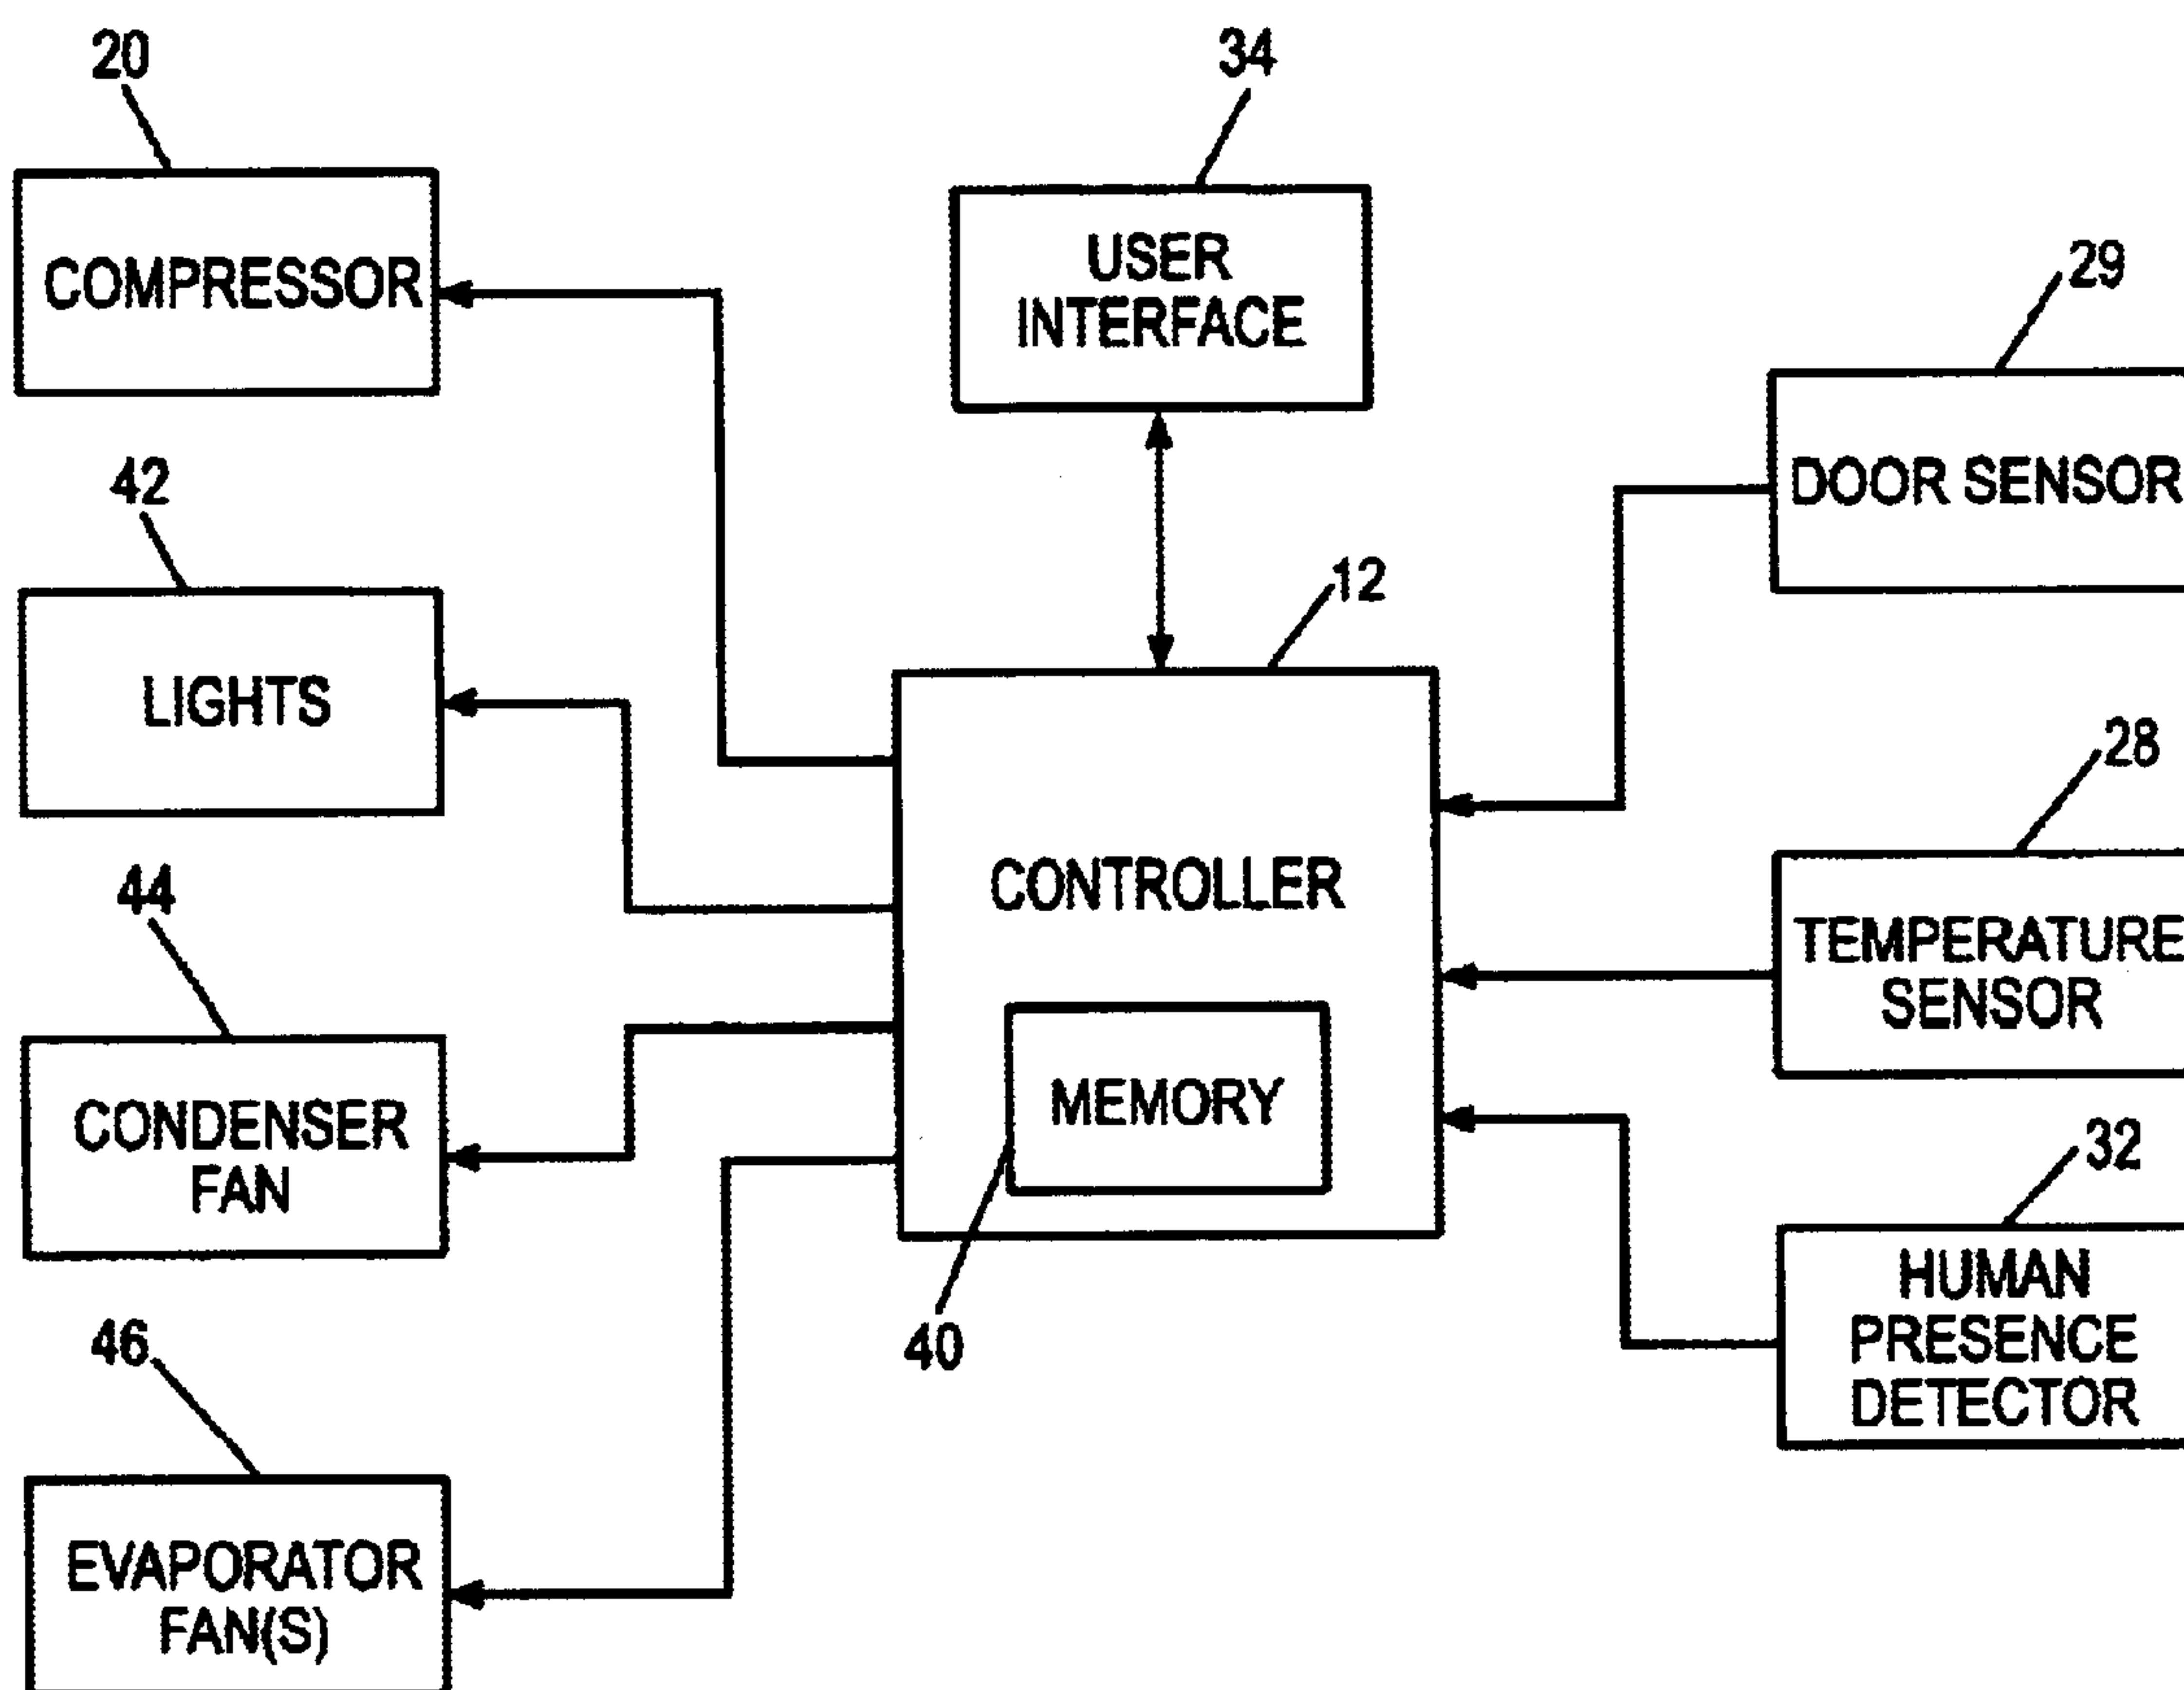 20
COMPRESSOR
34
USER
INTERFACE
29
DOOR SENSOR
42
LIGHTS
12
CONTROLLER
MEMORY
40
28
TEMPERATURE
SENSOR
44
CONDENSER
FAN
32
HUMAN
PRESENCE
DETECTOR
46
EVAPORATOR
FAN(S)